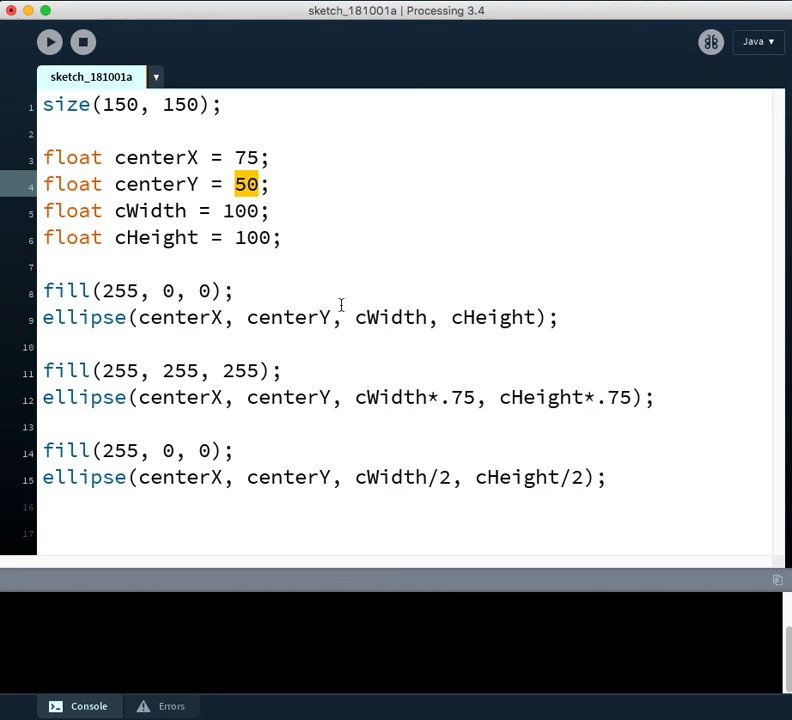 sketch_181001a | Processing 3.4
Java ▾
sketch_181001a ▾
1 size(150, 150);
2
3 float centerX = 75;
4 float centerY = 50;
5 float cWidth = 100;
6 float cHeight = 100;
7
8 fill(255, 0, 0);
9 ellipse(centerX, centerY, cWidth, cHeight);
10
11 fill(255, 255, 255);
12 ellipse(centerX, centerY, cWidth*.75, cHeight*.75);
13
14 fill(255, 0, 0);
15 ellipse(centerX, centerY, cWidth/2, cHeight/2);
16
17
Console Errors